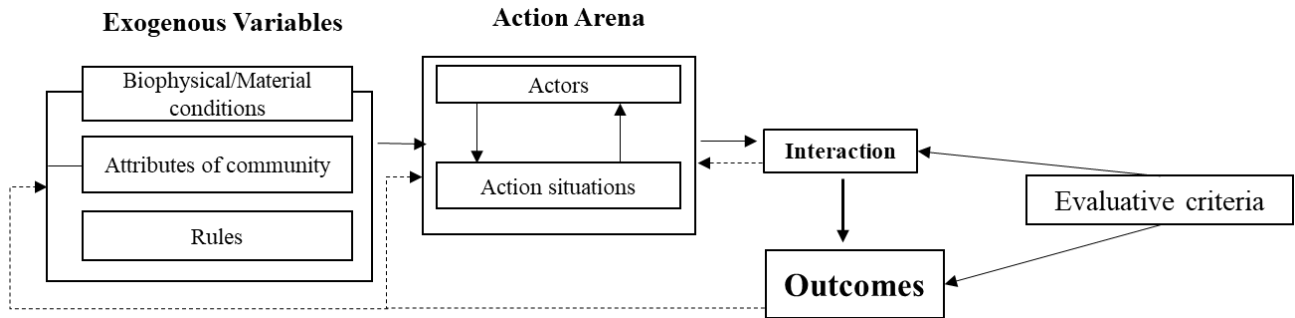 Exogenous Variables
Action Arena
Biophysical/Material
conditions
Attributes of community
Rules
Actors
Action situations
Interaction
Outcomes
Evaluative criteria